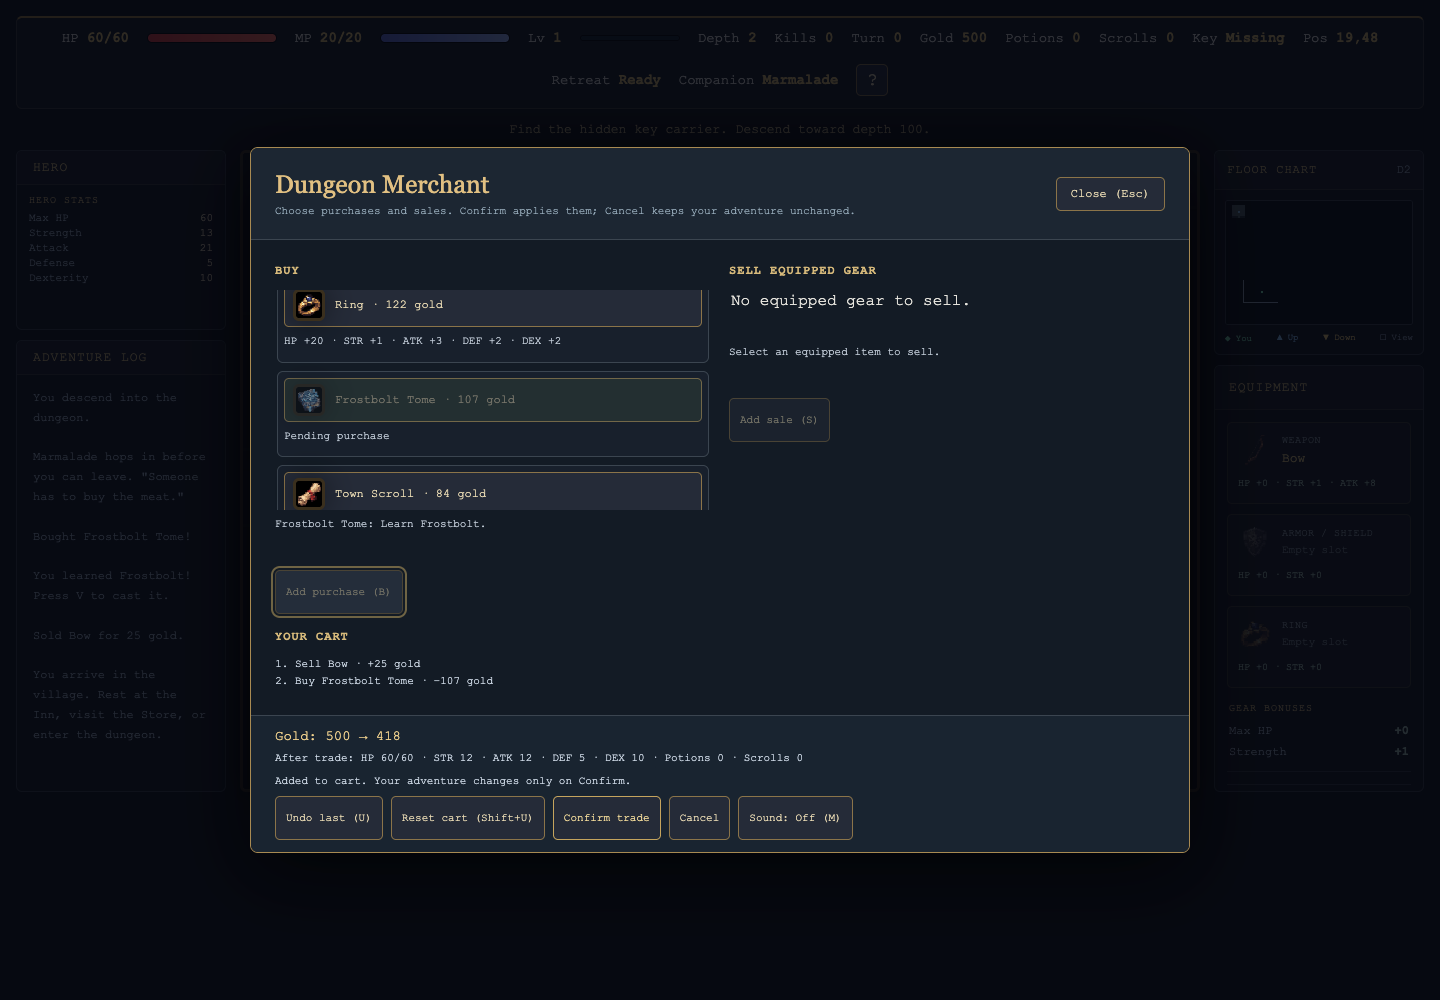 HP 60/60 MP 20/20 Lv 1 Depth 2 Kills 0 Turn 0 Gold 500 Potions 0 Scrolls 0 Key Missing Pos 19,48
Retreat Ready Companion Marmalade ?
Find the hidden key carrier. Descend toward depth 100.
HERO
HERO STATS
Max HP 60
Strength 13
Attack 21
Defense 5
Dexterity 10
ADVENTURE LOG
You descend into the
dungeon.
Marmalade hops in before
you can leave. "Someone
has to buy the meat."
Bought Frostbolt Tome!
You learned Frostbolt!
Press V to cast it.
Sold Bow for 25 gold.
You arrive in the
village. Rest at the
Inn, visit the Store, or
enter the dungeon.
Dungeon Merchant
Choose purchases and sales. Confirm applies them; Cancel keeps your adventure unchanged.
Close (Esc)
BUY
Ring · 122 gold
HP +20 · STR +1 · ATK +3 · DEF +2 · DEX +2
Frostbolt Tome · 107 gold
Pending purchase
Town Scroll · 84 gold
Frostbolt Tome: Learn Frostbolt.
Add purchase (B)
SELL EQUIPPED GEAR
No equipped gear to sell.
Select an equipped item to sell.
Add sale (S)
YOUR CART
1. Sell Bow · +25 gold
2. Buy Frostbolt Tome · -107 gold
Gold: 500 → 418
After trade: HP 60/60 · STR 12 · ATK 12 · DEF 5 · DEX 10 · Potions 0 · Scrolls 0
Added to cart. Your adventure changes only on Confirm.
Undo last (U) Reset cart (Shift+U) Confirm trade Cancel Sound: Off (M)
FLOOR CHART D2
◆ You ▲ Up ▼ Down □ View
EQUIPMENT
WEAPON
Bow
HP +0 · STR +1 · ATK +8
ARMOR / SHIELD
Empty slot
HP +0 · STR +0
RING
Empty slot
HP +0 · STR +0
GEAR BONUSES
Max HP +0
Strength +1